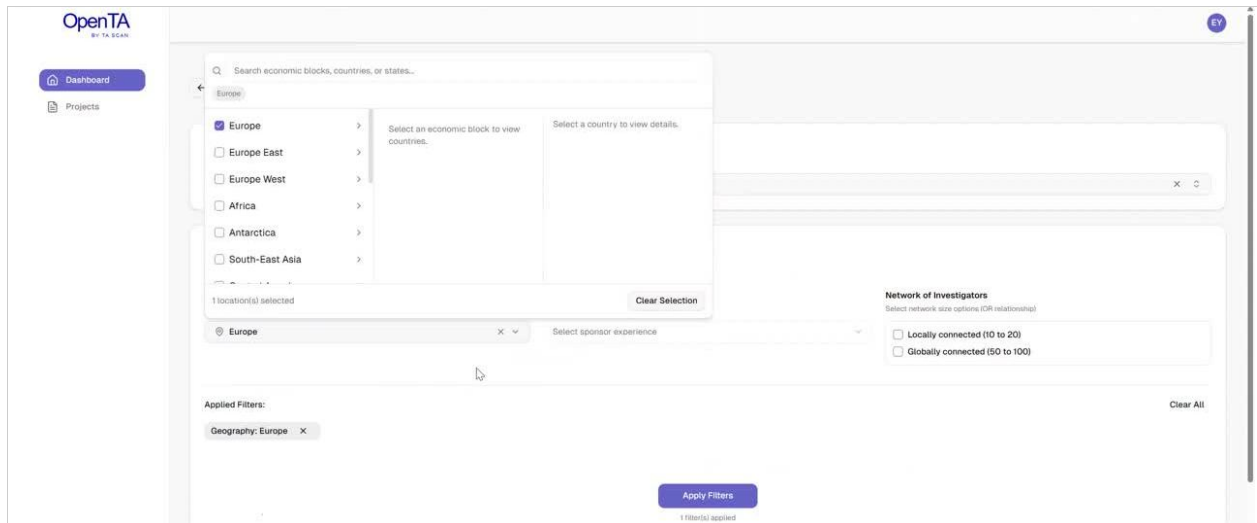 OpenTA
BY TA SCAN
EY
Dashboard
Projects
Search economic blocks, countries, or states...
Europe
Europe
Europe East
Europe West
Africa
Antarctica
South-East Asia
Select an economic block to view
countries.
Select a country to view details.
1 location(s) selected
Clear Selection
Europe
Select sponsor experience
Network of Investigators
Select network size options (OR relationship)
Locally connected (10 to 20)
Globally connected (50 to 100)
Applied Filters:
Clear All
Geography: Europe
Apply Filters
1 filter(s) applied